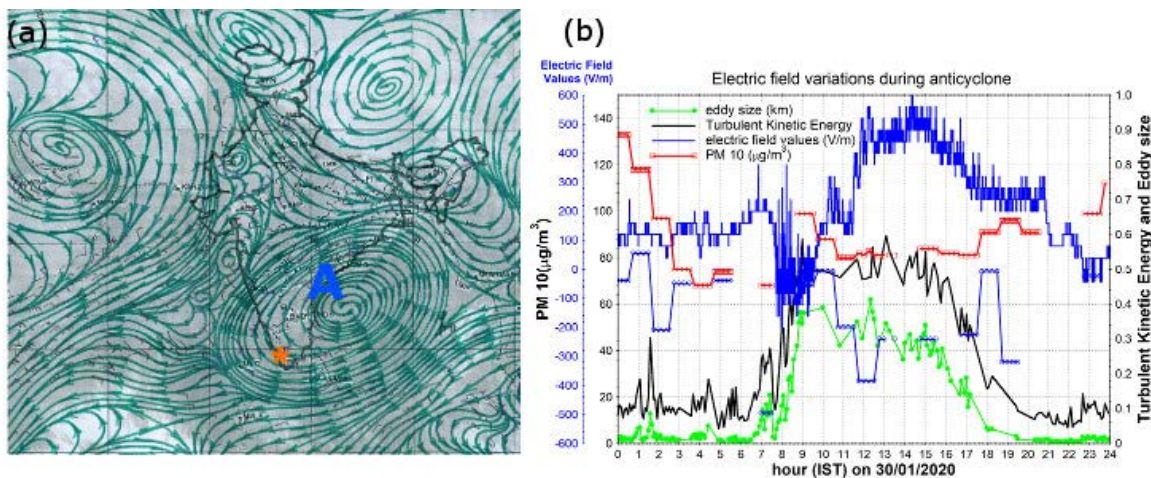 (a)
A
(b)
Electric Field
Values (V/m)
Electric field variations during anticyclone
eddy size (km)
Turbulent Kinetic Energy
electric field values (V/m)
PM 10 (μg/m³)
600
500
400
300
200
100
0
-100
-200
-300
-400
-500
-600
PM 10(μg/m³)
140
120
100
80
60
40
20
0
1.0
0.9
0.8
0.7
0.6
0.5
0.4
0.3
0.2
0.1
0
Turbulent Kinetic Energy and Eddy size
0 1 2 3 4 5 6 7 8 9 10 11 12 13 14 15 16 17 18 19 20 21 22 23 24
hour (IST) on 30/01/2020